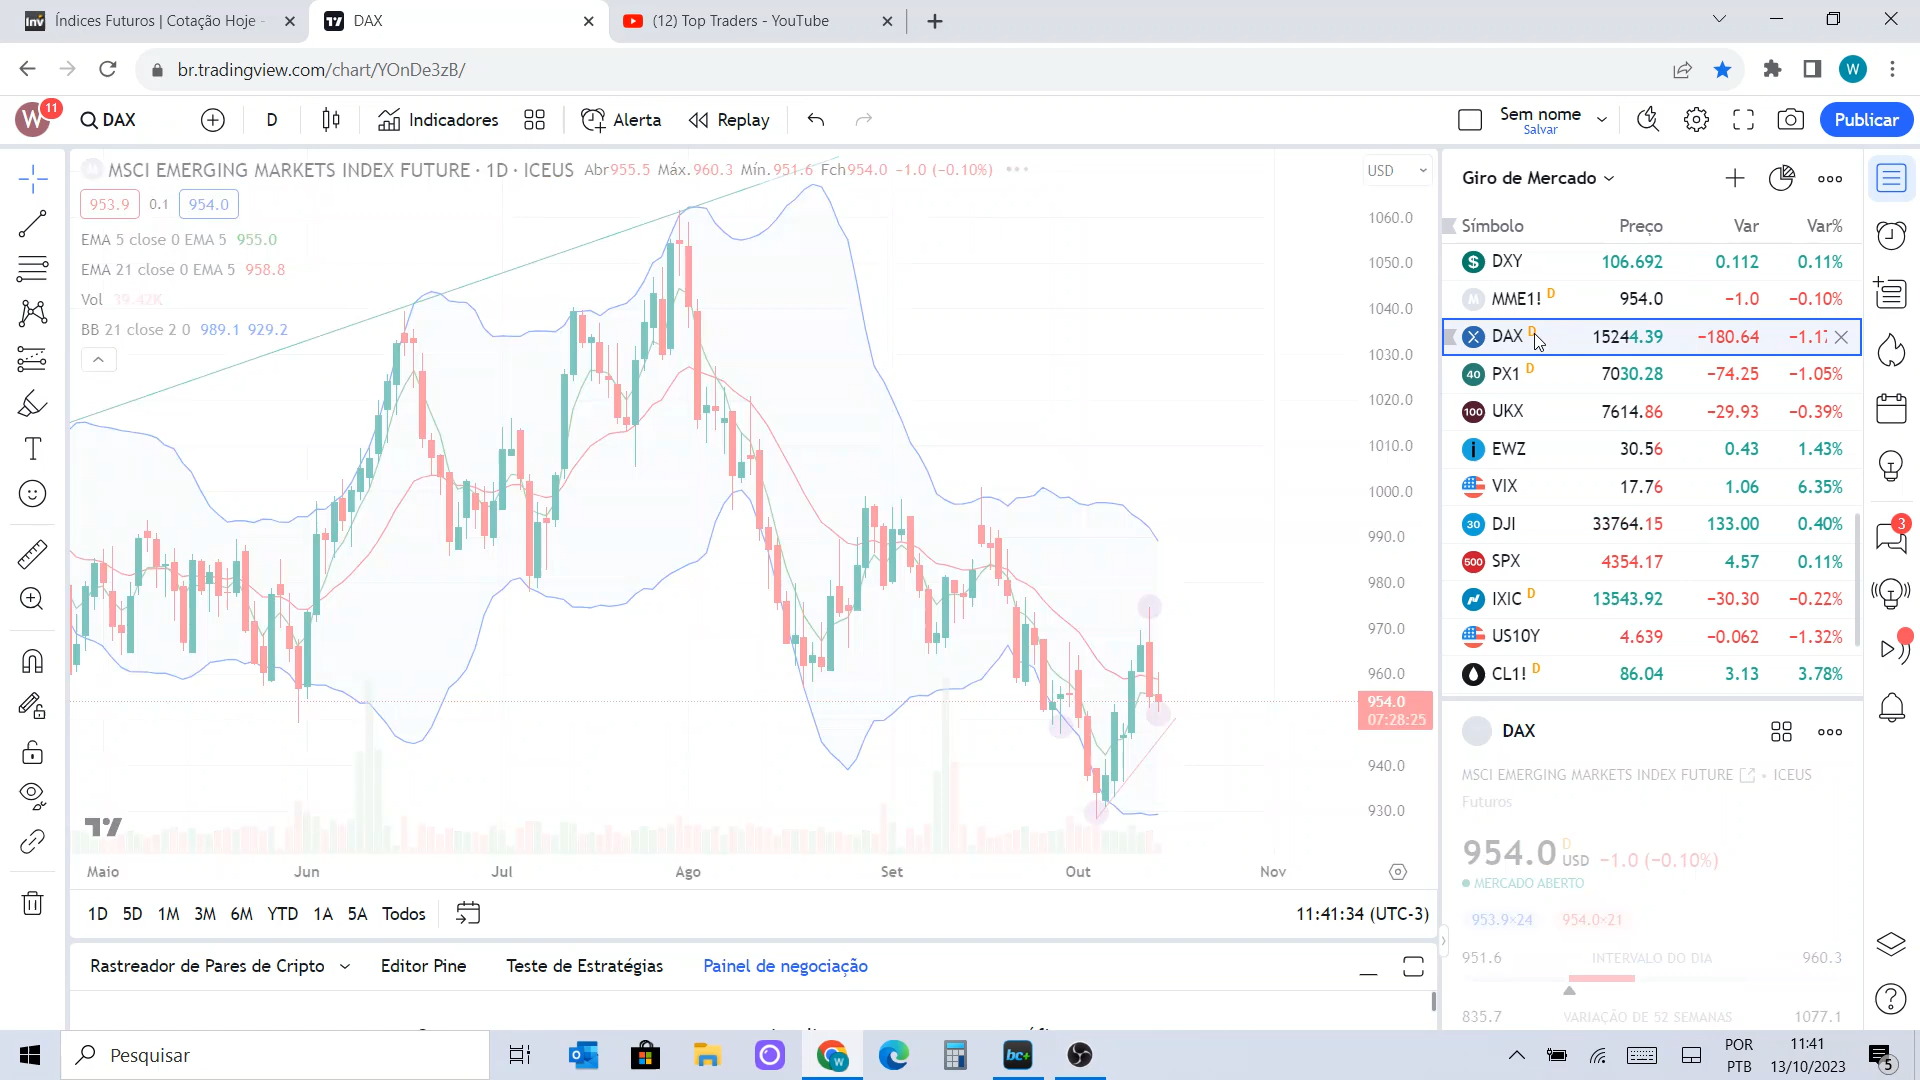 Índices Futuros | Cotação Hoje -
DAX
(12) Top Traders - YouTube
br.tradingview.com/chart/YOnDe3zB/
W
W 11
DAX
D
Indicadores
Alerta
Replay
Sem nome
Salvar
Publicar
MSCI EMERGING MARKETS INDEX FUTURE · 1D · ICEUS Abr955.5 Máx.960.3 Mín.951.6 Fch954.0 −1.0 (−0.10%)
953.9 0.1 954.0
EMA 5 close 0 EMA 5 955.0
EMA 21 close 0 EMA 5 958.8
Vol 39.42K
BB 21 close 2 0 989.1 929.2
USD
1060.0
1050.0
1040.0
1030.0
1020.0
1010.0
1000.0
990.0
980.0
970.0
960.0
954.0
07:28:25
940.0
930.0
Maio Jun Jul Ago Set Out Nov
1D 5D 1M 3M 6M YTD 1A 5A Todos
11:41:34 (UTC-3)
Rastreador de Pares de Cripto Editor Pine Teste de Estratégias Painel de negociação
Giro de Mercado
Símbolo Preço Var Var%
DXY 106.692 0.112 0.11%
MME1! D 954.0 −1.0 −0.10%
DAX D 15244.39 −180.64 −1.17
PX1 D 7030.28 −74.25 −1.05%
UKX 7614.86 −29.93 −0.39%
EWZ 30.56 0.43 1.43%
VIX 17.76 1.06 6.35%
DJI 33764.15 133.00 0.40%
SPX 4354.17 4.57 0.11%
IXIC D 13543.92 −30.30 −0.22%
US10Y 4.639 −0.062 −1.32%
CL1! D 86.04 3.13 3.78%
DAX
MSCI EMERGING MARKETS INDEX FUTURE • ICEUS
Futuros
954.0 D USD −1.0 (−0.10%)
MERCADO ABERTO
953.9×24 954.0×21
951.6 INTERVALO DO DIA 960.3
835.7 VARIAÇÃO DE 52 SEMANAS 1077.1
3
Pesquisar
POR
PTB
11:41
13/10/2023
5